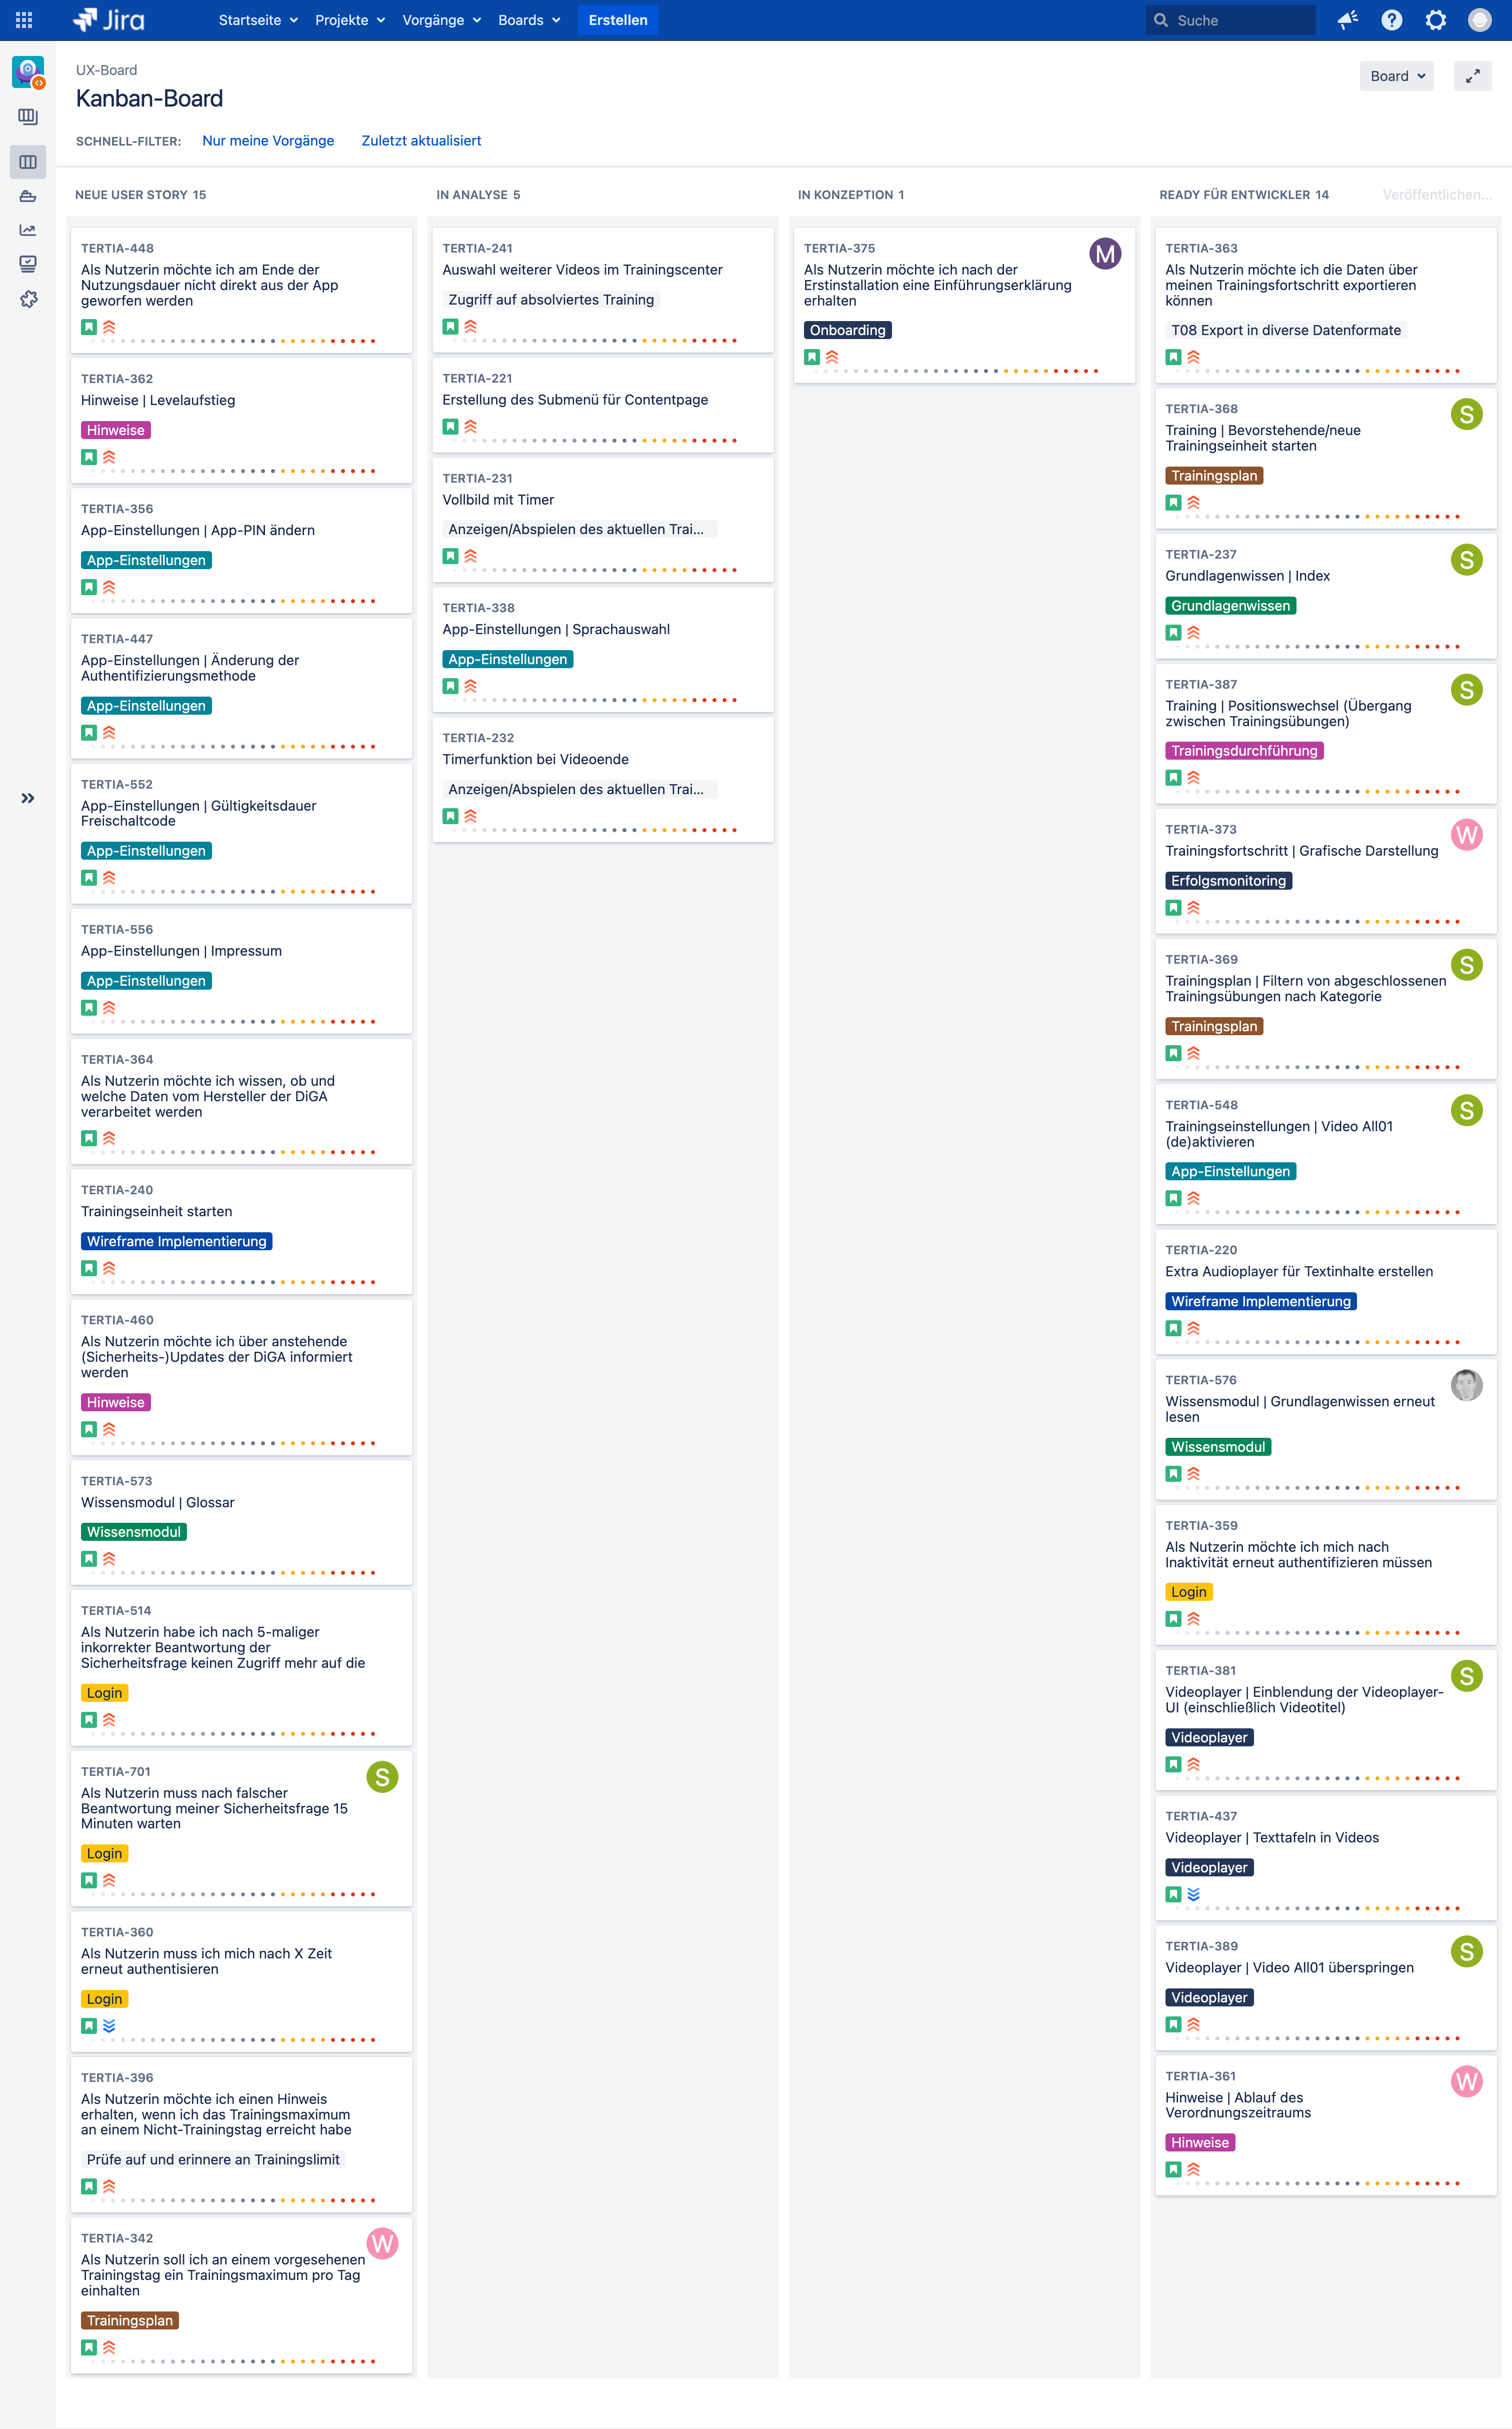 Jira
Startseite
Projekte
Vorgänge
Boards
Erstellen
Suche
UX-Board
Kanban-Board
Board
SCHNELL-FILTER:
Nur meine Vorgänge
Zuletzt aktualisiert
NEUE USER STORY 15
IN ANALYSE 5
IN KONZEPTION 1
READY FÜR ENTWICKLER 14
Veröffentlichen...
TERTIA-448
Als Nutzerin möchte ich am Ende der
Nutzungsdauer nicht direkt aus der App
geworfen werden
TERTIA-362
Hinweise | Levelaufstieg
Hinweise
TERTIA-356
App-Einstellungen | App-PIN ändern
App-Einstellungen
TERTIA-447
App-Einstellungen | Änderung der
Authentifizierungsmethode
App-Einstellungen
TERTIA-552
App-Einstellungen | Gültigkeitsdauer
Freischaltcode
App-Einstellungen
TERTIA-556
App-Einstellungen | Impressum
App-Einstellungen
TERTIA-364
Als Nutzerin möchte ich wissen, ob und
welche Daten vom Hersteller der DiGA
verarbeitet werden
TERTIA-240
Trainingseinheit starten
Wireframe Implementierung
TERTIA-460
Als Nutzerin möchte ich über anstehende
(Sicherheits-)Updates der DiGA informiert
werden
Hinweise
TERTIA-573
Wissensmodul | Glossar
Wissensmodul
TERTIA-514
Als Nutzerin habe ich nach 5-maliger
inkorrekter Beantwortung der
Sicherheitsfrage keinen Zugriff mehr auf die
Login
TERTIA-701
S
Als Nutzerin muss nach falscher
Beantwortung meiner Sicherheitsfrage 15
Minuten warten
Login
TERTIA-360
Als Nutzerin muss ich mich nach X Zeit
erneut authentisieren
Login
TERTIA-396
Als Nutzerin möchte ich einen Hinweis
erhalten, wenn ich das Trainingsmaximum
an einem Nicht-Trainingstag erreicht habe
Prüfe auf und erinnere an Trainingslimit
TERTIA-342
W
Als Nutzerin soll ich an einem vorgesehenen
Trainingstag ein Trainingsmaximum pro Tag
einhalten
Trainingsplan
TERTIA-241
Auswahl weiterer Videos im Trainingscenter
Zugriff auf absolviertes Training
TERTIA-221
Erstellung des Submenü für Contentpage
TERTIA-231
Vollbild mit Timer
Anzeigen/Abspielen des aktuellen Trai...
TERTIA-338
App-Einstellungen | Sprachauswahl
App-Einstellungen
TERTIA-232
Timerfunktion bei Videoende
Anzeigen/Abspielen des aktuellen Trai...
TERTIA-375
M
Als Nutzerin möchte ich nach der
Erstinstallation eine Einführungserklärung
erhalten
Onboarding
TERTIA-363
Als Nutzerin möchte ich die Daten über
meinen Trainingsfortschritt exportieren
können
T08 Export in diverse Datenformate
TERTIA-368
S
Training | Bevorstehende/neue
Trainingseinheit starten
Trainingsplan
TERTIA-237
S
Grundlagenwissen | Index
Grundlagenwissen
TERTIA-387
S
Training | Positionswechsel (Übergang
zwischen Trainingsübungen)
Trainingsdurchführung
TERTIA-373
W
Trainingsfortschritt | Grafische Darstellung
Erfolgsmonitoring
TERTIA-369
S
Trainingsplan | Filtern von abgeschlossenen
Trainingsübungen nach Kategorie
Trainingsplan
TERTIA-548
S
Trainingseinstellungen | Video All01
(de)aktivieren
App-Einstellungen
TERTIA-220
Extra Audioplayer für Textinhalte erstellen
Wireframe Implementierung
TERTIA-576
Wissensmodul | Grundlagenwissen erneut
lesen
Wissensmodul
TERTIA-359
Als Nutzerin möchte ich mich nach
Inaktivität erneut authentifizieren müssen
Login
TERTIA-381
S
Videoplayer | Einblendung der Videoplayer-
UI (einschließlich Videotitel)
Videoplayer
TERTIA-437
Videoplayer | Texttafeln in Videos
Videoplayer
TERTIA-389
S
Videoplayer | Video All01 überspringen
Videoplayer
TERTIA-361
W
Hinweise | Ablauf des
Verordnungszeitraums
Hinweise